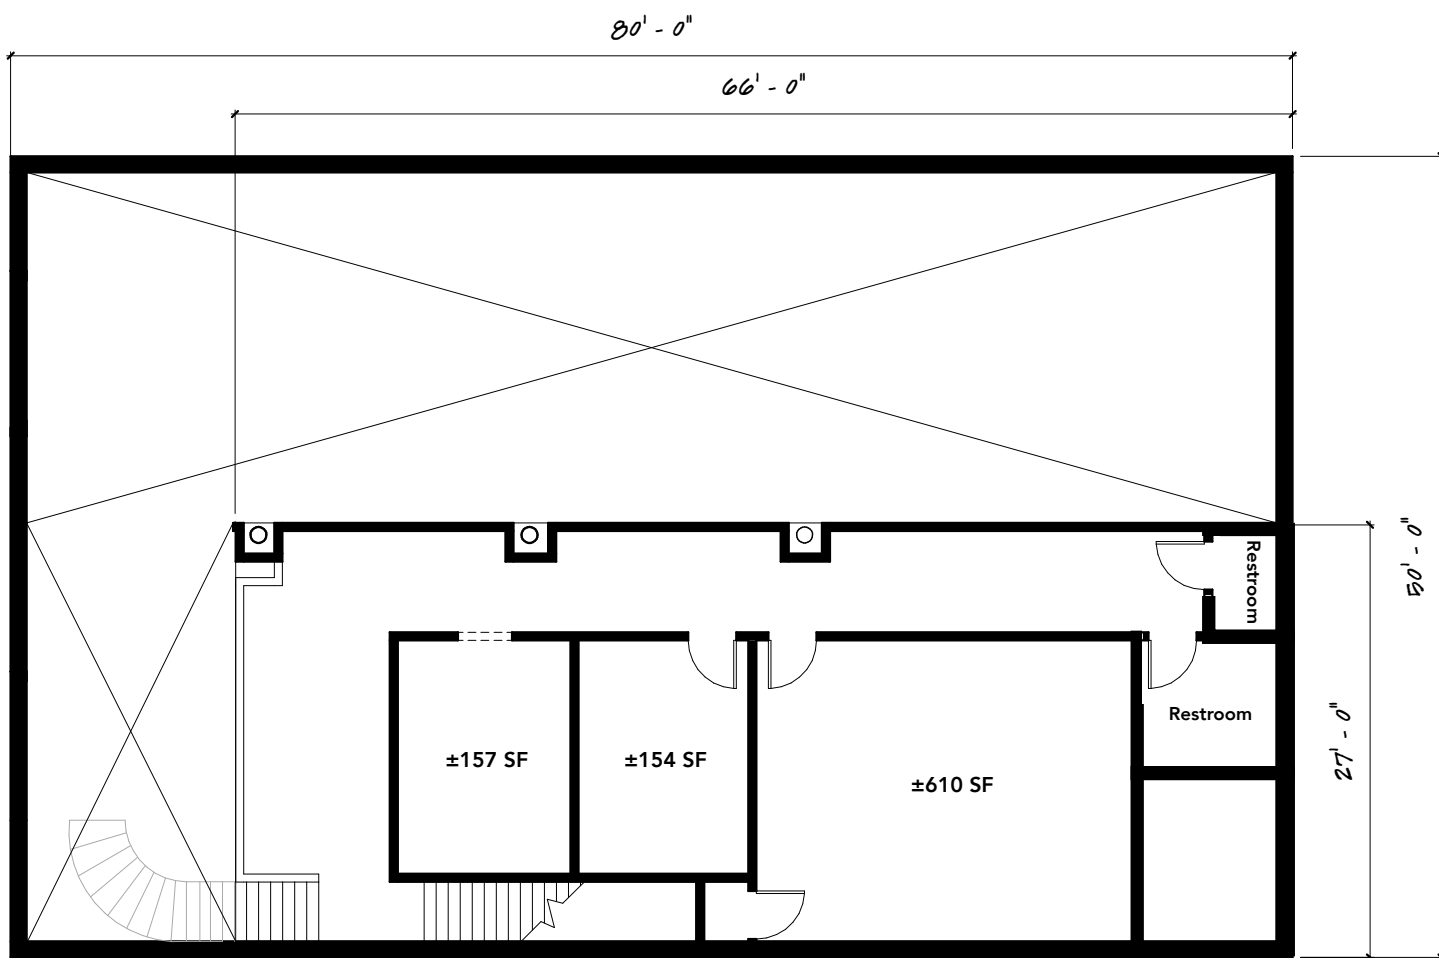 80' - 0"
66' - 0"
Restroom
50' - 0"
Restroom
27' - 0"
±157 SF
±154 SF
±610 SF